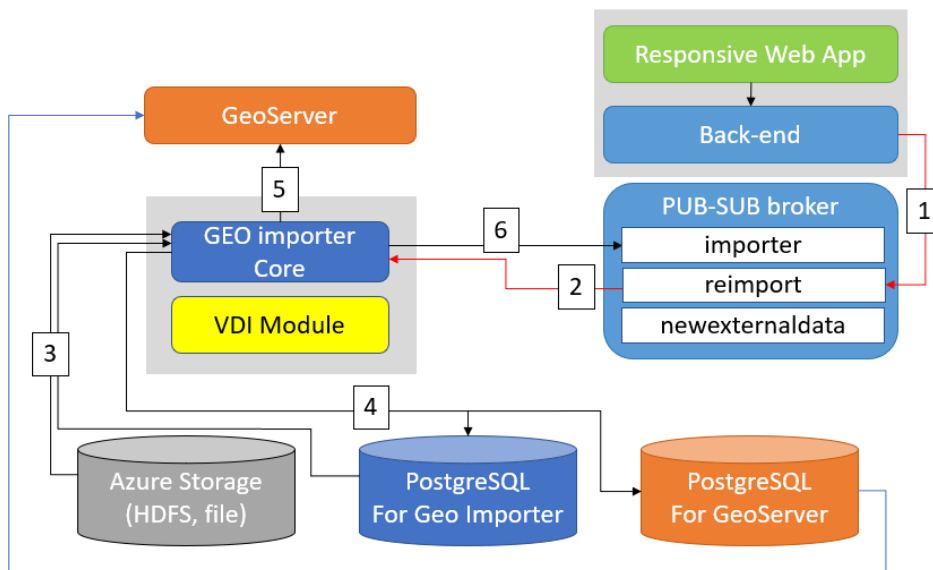 Responsive Web App
GeoServer
Back-end
5
1
PUB-SUB broker
GEO importer
Core
6
importer
2
reimport
VDI Module
newexternaldata
3
4
Azure Storage
(HDFS, file)
PostgreSQL
For Geo Importer
PostgreSQL
For GeoServer